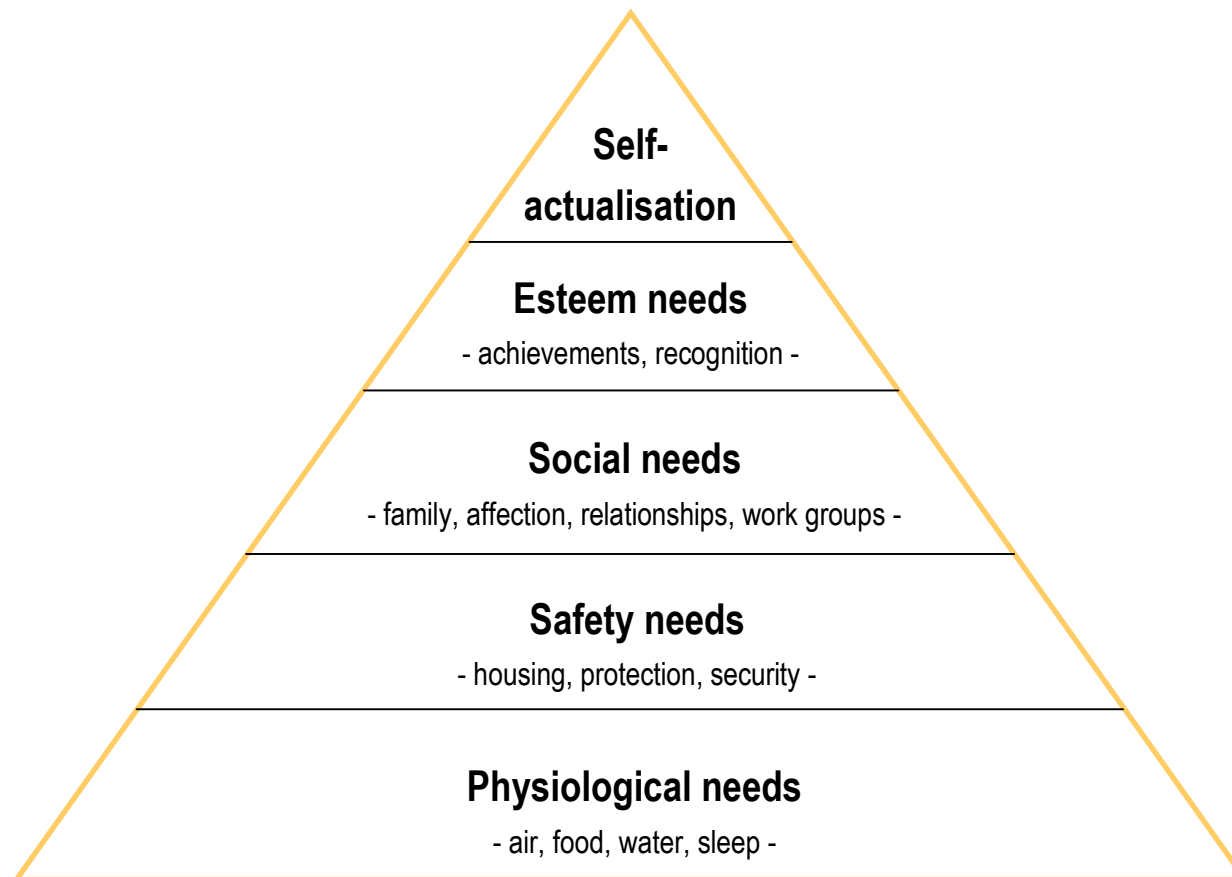 Self-
actualisation
Esteem needs
- achievements, recognition -
Social needs
- family, affection, relationships, work groups -
Safety needs
- housing, protection, security -
Physiological needs
- air, food, water, sleep -